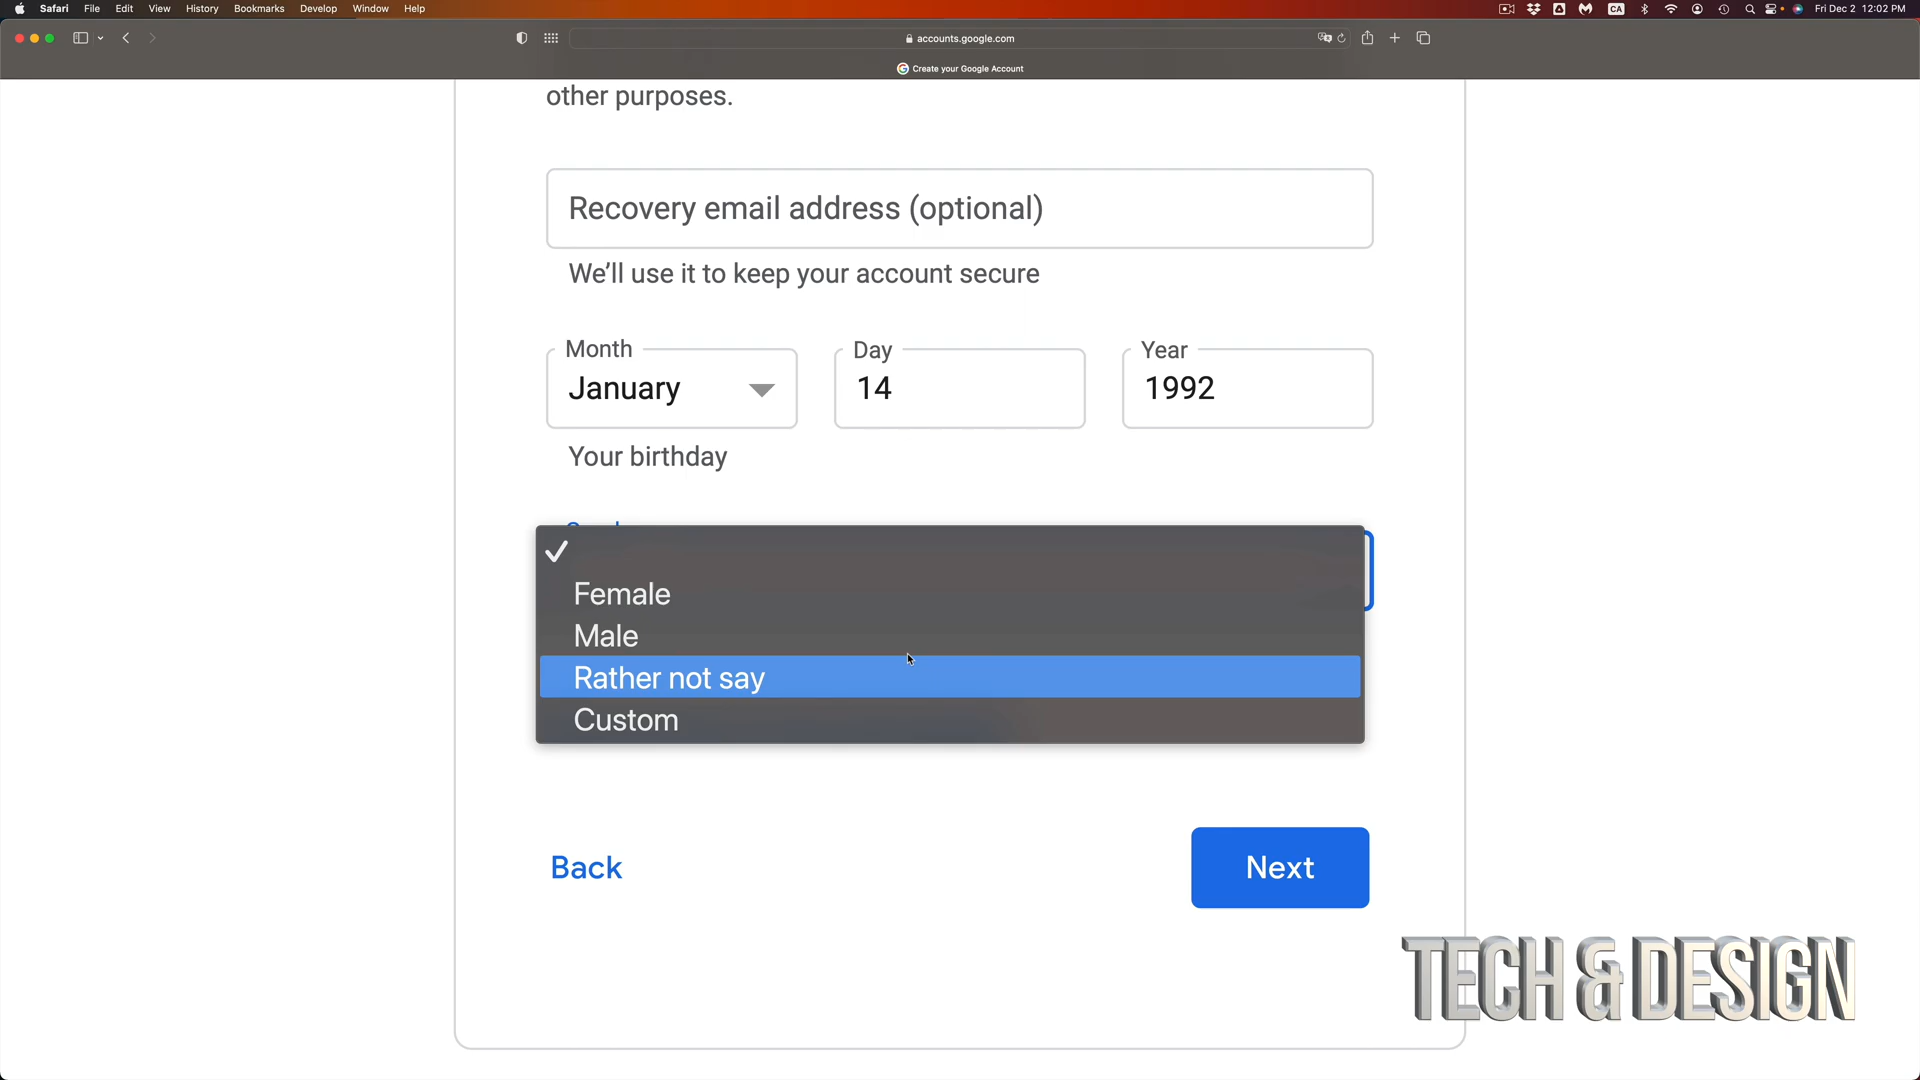 Safari File Edit View History Bookmarks Develop Window Help
CA
Fri Dec 2 12:02 PM
accounts.google.com
Create your Google Account
other purposes.
Recovery email address (optional)
We’ll use it to keep your account secure
Month Day Year
January 14 1992
Your birthday
Female
Male
Rather not say
Custom
Back Next
TECH & DESIGN